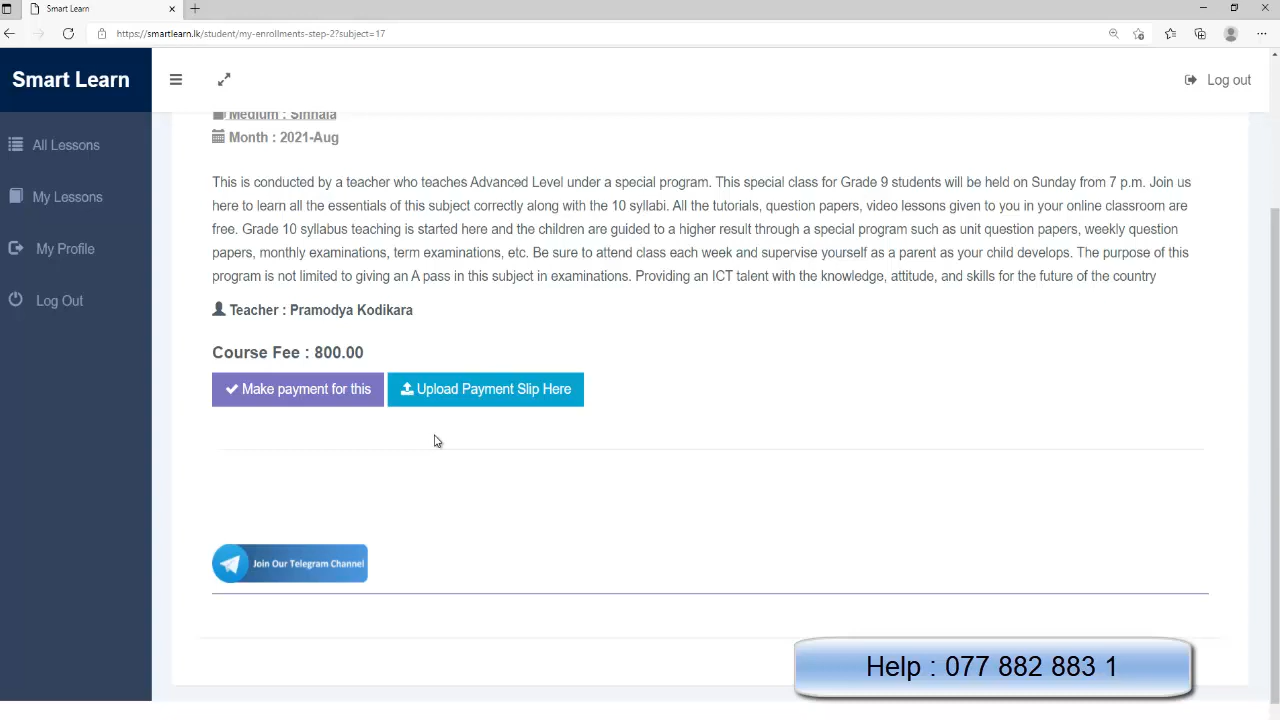 Smart Learn
https://smartlearn.lk/student/my-enrollments-step-2?subject=17
Smart Learn
Log out
All Lessons
My Lessons
My Profile
Log Out
Medium : Sinhala
Month : 2021-Aug
This is conducted by a teacher who teaches Advanced Level under a special program. This special class for Grade 9 students will be held on Sunday from 7 p.m. Join us
here to learn all the essentials of this subject correctly along with the 10 syllabi. All the tutorials, question papers, video lessons given to you in your online classroom are
free. Grade 10 syllabus teaching is started here and the children are guided to a higher result through a special program such as unit question papers, weekly question
papers, monthly examinations, term examinations, etc. Be sure to attend class each week and supervise yourself as a parent as your child develops. The purpose of this
program is not limited to giving an A pass in this subject in examinations. Providing an ICT talent with the knowledge, attitude, and skills for the future of the country
Teacher : Pramodya Kodikara
Course Fee : 800.00
Make payment for this
Upload Payment Slip Here
Join Our Telegram Channel
Help : 077 882 883 1